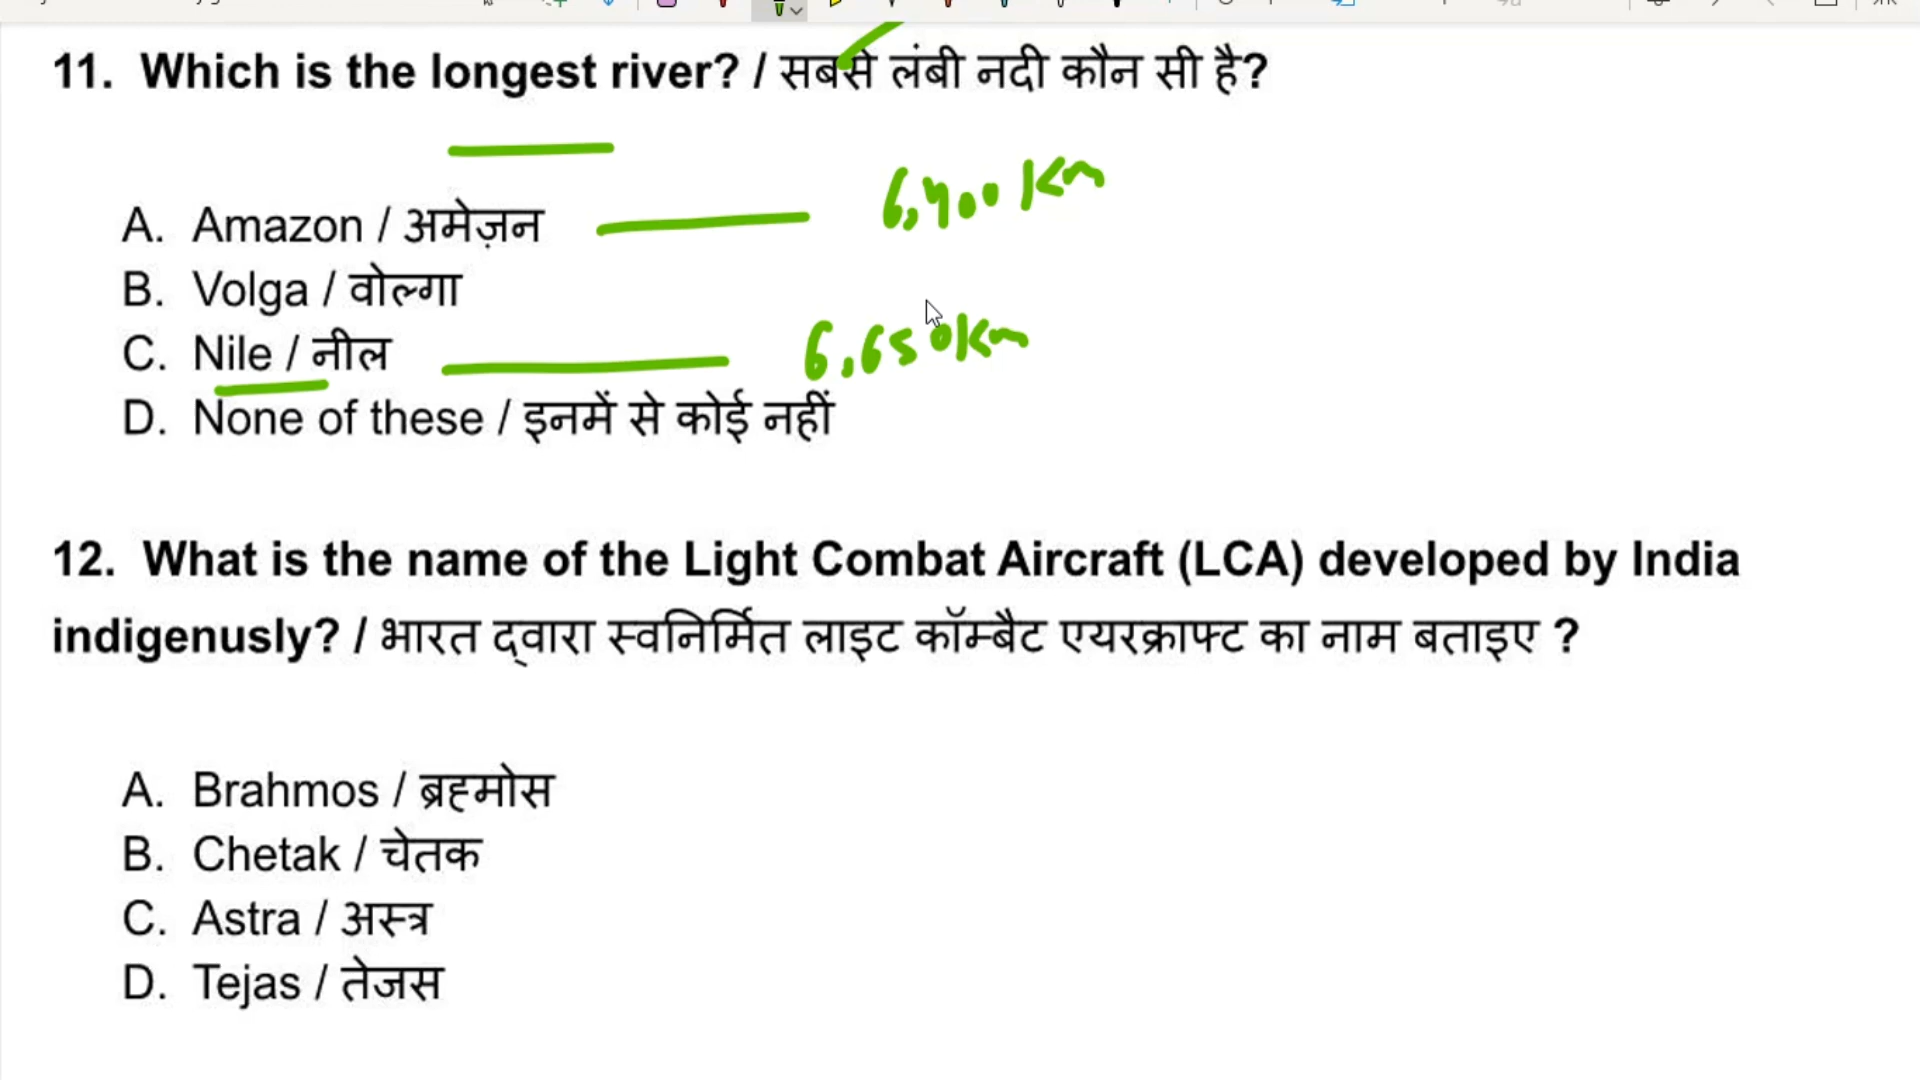 11. Which is the longest river? / सबसे लंबी नदी कौन सी है?
A. Amazon / अमेज़न 6,400 Km
B. Volga / वोल्गा
C. Nile / नील 6,650Km
D. None of these / इनमें से कोई नहीं
12. What is the name of the Light Combat Aircraft (LCA) developed by India
indigenusly? / भारत द्वारा स्वनिर्मित लाइट कॉम्बैट एयरक्राफ्ट का नाम बताइए ?
A. Brahmos / ब्रह्मोस
B. Chetak / चेतक
C. Astra / अस्त्र
D. Tejas / तेजस